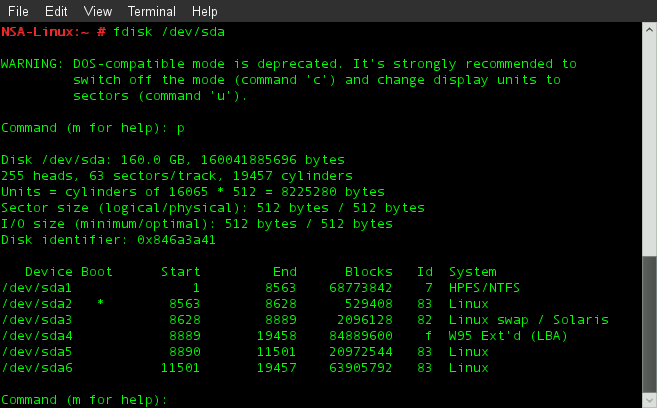 File Edit View Terminal Help
NSA-Linux:~ # fdisk /dev/sda
WARNING: DOS-compatible mode is deprecated. It's strongly recommended to
switch off the mode (command 'c') and change display units to
sectors (command 'u').
Command (m for help): p
Disk /dev/sda: 160.0 GB, 160041885696 bytes
255 heads, 63 sectors/track, 19457 cylinders
Units = cylinders of 16065 * 512 = 8225280 bytes
Sector size (logical/physical): 512 bytes / 512 bytes
I/O size (minimum/optimal): 512 bytes / 512 bytes
Disk identifier: 0x846a3a41
Device Boot Start End Blocks Id System
/dev/sda1 1 8563 68773842 7 HPFS/NTFS
/dev/sda2 * 8563 8628 529408 83 Linux
/dev/sda3 8628 8889 2096128 82 Linux swap / Solaris
/dev/sda4 8889 19458 84889600 f W95 Ext'd (LBA)
/dev/sda5 8890 11501 20972544 83 Linux
/dev/sda6 11501 19457 63905792 83 Linux
Command (m for help):